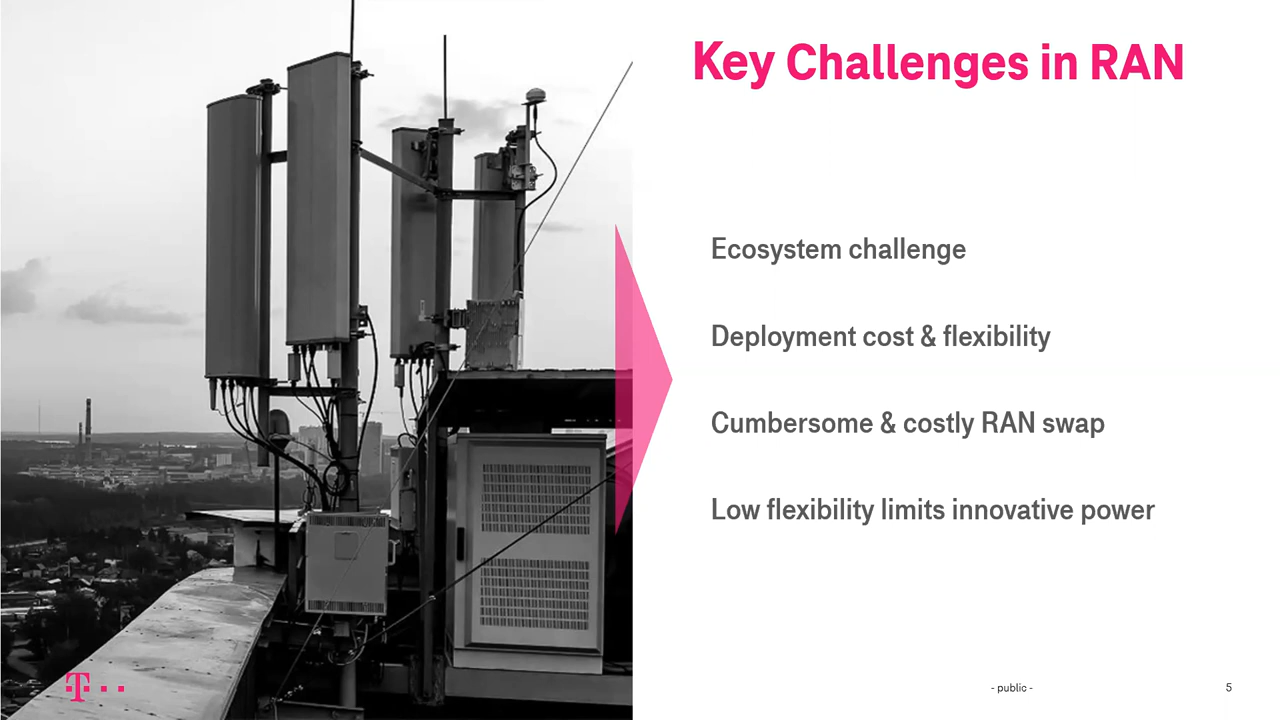 Key Challenges in RAN
Ecosystem challenge
Deployment cost & flexibility
Cumbersome & costly RAN swap
Low flexibility limits innovative power
T
- public -
5